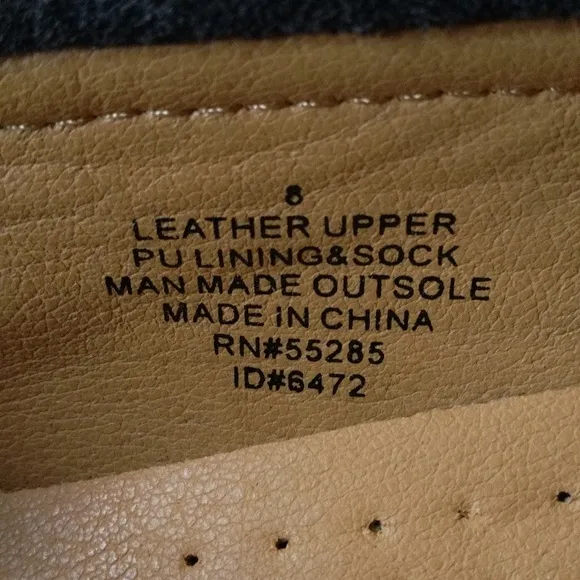 8
LEATHER UPPER
PU LINING&SOCK
MAN MADE OUTSOLE
MADE IN CHINA
RN#55285
ID#6472